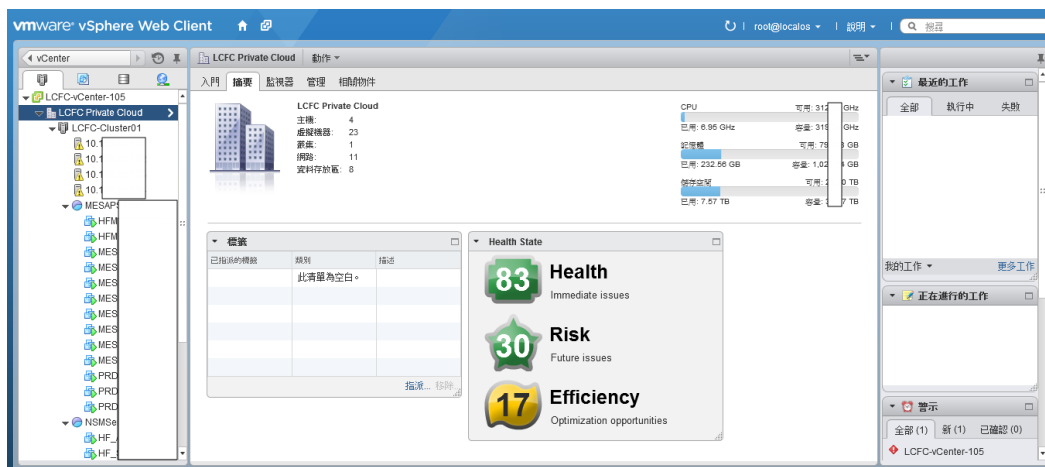 vmware vSphere Web Client
root@localos
說明
搜尋
vCenter
LCFC-vCenter-105
LCFC Private Cloud
LCFC-Cluster01
10.1
10.1
10.1
10.1
MESAPS
HFM
HFM
MES
MES
MES
MES
MES
MES
MES
MES
PRD
PRD
PRD
NSMSe
HF_
HF_
LCFC Private Cloud 動作
入門 摘要 監視器 管理 相關物件
LCFC Private Cloud
主機: 4
虛擬機器: 23
叢集: 1
網路: 11
資料存放區: 8
CPU 可用: 312 GHz
已用: 6.95 GHz 容量: 319 GHz
記憶體 可用: 79 GB
已用: 232.56 GB 容量: 1,02 GB
儲存空間 可用: 0 TB
已用: 7.57 TB 容量: 7 TB
標籤
已指派的標籤 類別 描述
此清單為空白。
指派... 移除...
Health State
83 Health
Immediate issues
30 Risk
Future issues
17 Efficiency
Optimization opportunities
最近的工作
全部 執行中 失敗
我的工作 更多工作
正在進行的工作
警示
全部 (1) 新 (1) 已確認 (0)
LCFC-vCenter-105